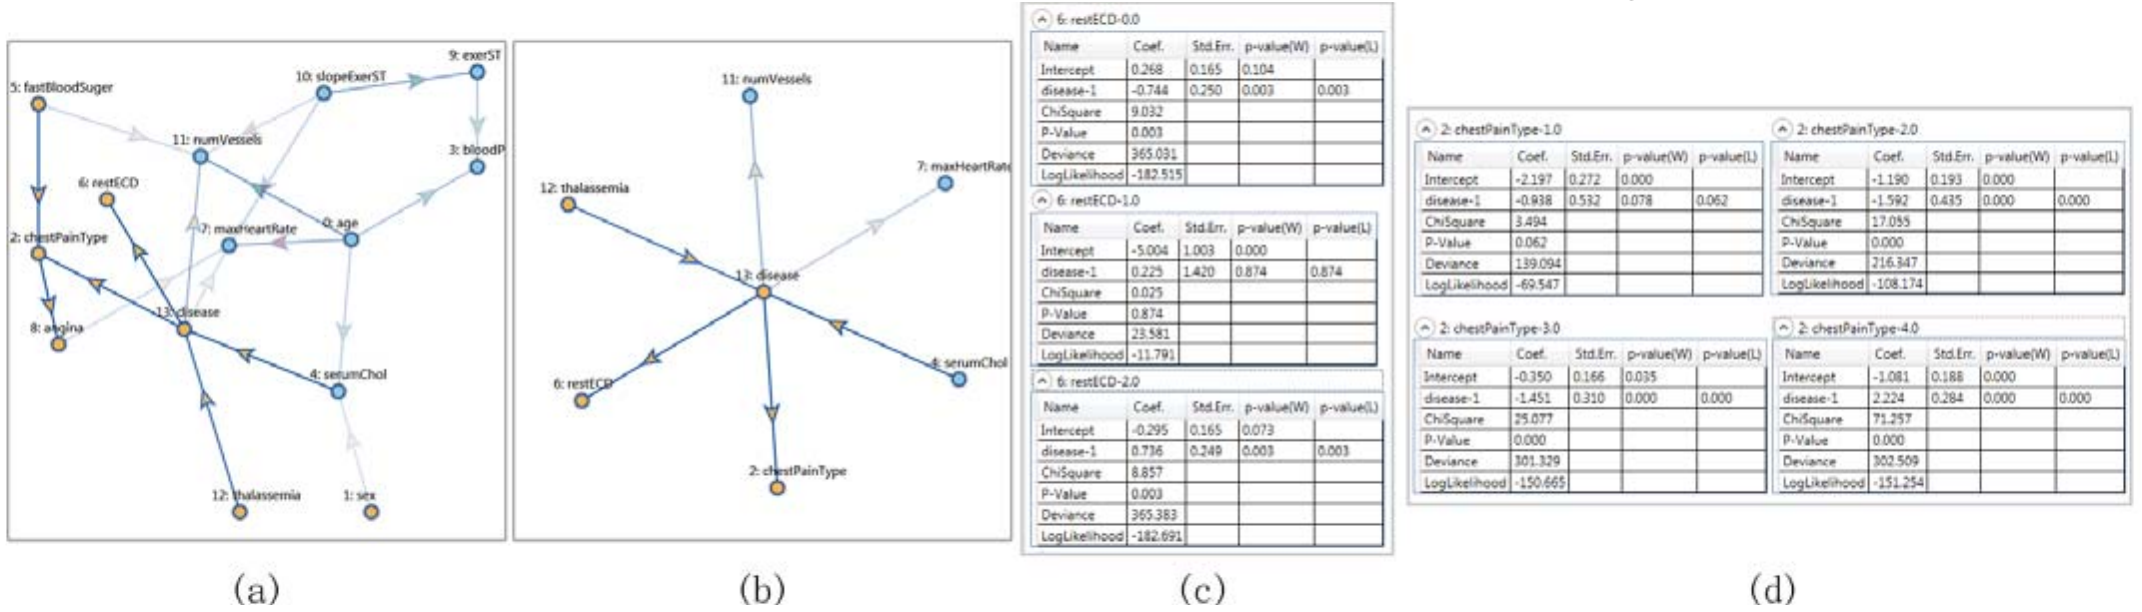 9: exerST
10: slopeExerST
5: fastBloodSuger
11: numVessels
3: bloodP
6: restECD
2: chestPainType
7: maxHeartRate
0: age
13: disease
8: angina
4: serumChol
12: thalassemia
1: sex
(a)
11: numVessels
7: maxHeartRate
12: thalassemia
13: disease
4: serumChol
6: restECD
2: chestPainType
(b)
6: restECD-0.0
Name Coef. Std.Err. p-value(W) p-value(L)
Intercept 0.268 0.165 0.104
disease-1 -0.744 0.250 0.003 0.003
ChiSquare 9.032
P-Value 0.003
Deviance 365.031
LogLikelihood -182.515
6: restECD-1.0
Name Coef. Std.Err. p-value(W) p-value(L)
Intercept -5.004 1.003 0.000
disease-1 0.225 1.420 0.874 0.874
ChiSquare 0.025
P-Value 0.874
Deviance 23.581
LogLikelihood -11.791
6: restECD-2.0
Name Coef. Std.Err. p-value(W) p-value(L)
Intercept -0.295 0.165 0.073
disease-1 0.736 0.249 0.003 0.003
ChiSquare 8.857
P-Value 0.003
Deviance 365.383
LogLikelihood -182.691
(c)
2: chestPainType-1.0
Name Coef. Std.Err. p-value(W) p-value(L)
Intercept -2.197 0.272 0.000
disease-1 -0.938 0.532 0.078 0.062
ChiSquare 3.494
P-Value 0.062
Deviance 139.094
LogLikelihood -69.547
2: chestPainType-2.0
Name Coef. Std.Err. p-value(W) p-value(L)
Intercept -1.190 0.193 0.000
disease-1 -1.592 0.435 0.000 0.000
ChiSquare 17.055
P-Value 0.000
Deviance 216.347
LogLikelihood -108.174
2: chestPainType-3.0
Name Coef. Std.Err. p-value(W) p-value(L)
Intercept -0.350 0.166 0.035
disease-1 -1.451 0.310 0.000 0.000
ChiSquare 25.077
P-Value 0.000
Deviance 301.329
LogLikelihood -150.665
2: chestPainType-4.0
Name Coef. Std.Err. p-value(W) p-value(L)
Intercept -1.081 0.188 0.000
disease-1 2.224 0.284 0.000 0.000
ChiSquare 71.257
P-Value 0.000
Deviance 302.509
LogLikelihood -151.254
(d)